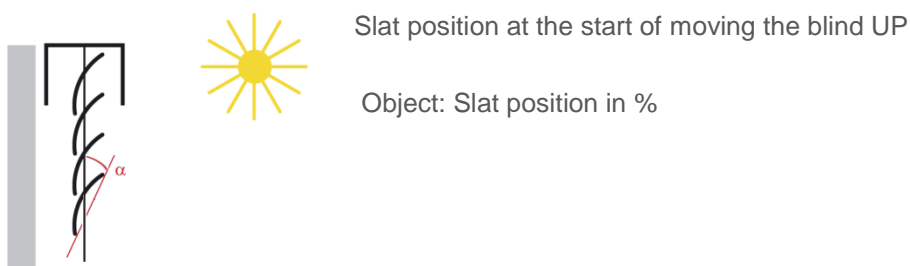 Slat position at the start of moving the blind UP
Object: Slat position in %
α